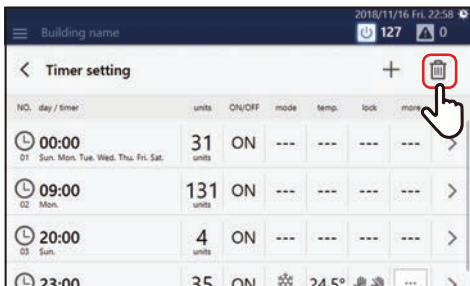 2018/11/16 Fri. 22:58
Building name 127 0
Timer setting
NO. day / timer units ON/OFF mode temp. lock more
00:00 31 ON --- --- --- ---
01 Sun. Mon. Tue. Wed. Thu. Fri. Sat. units
09:00 131 ON --- --- --- ---
02 Mon. units
20:00 4 ON --- --- --- ---
03 Sun. units
23:00 35 ON 24.5° ...